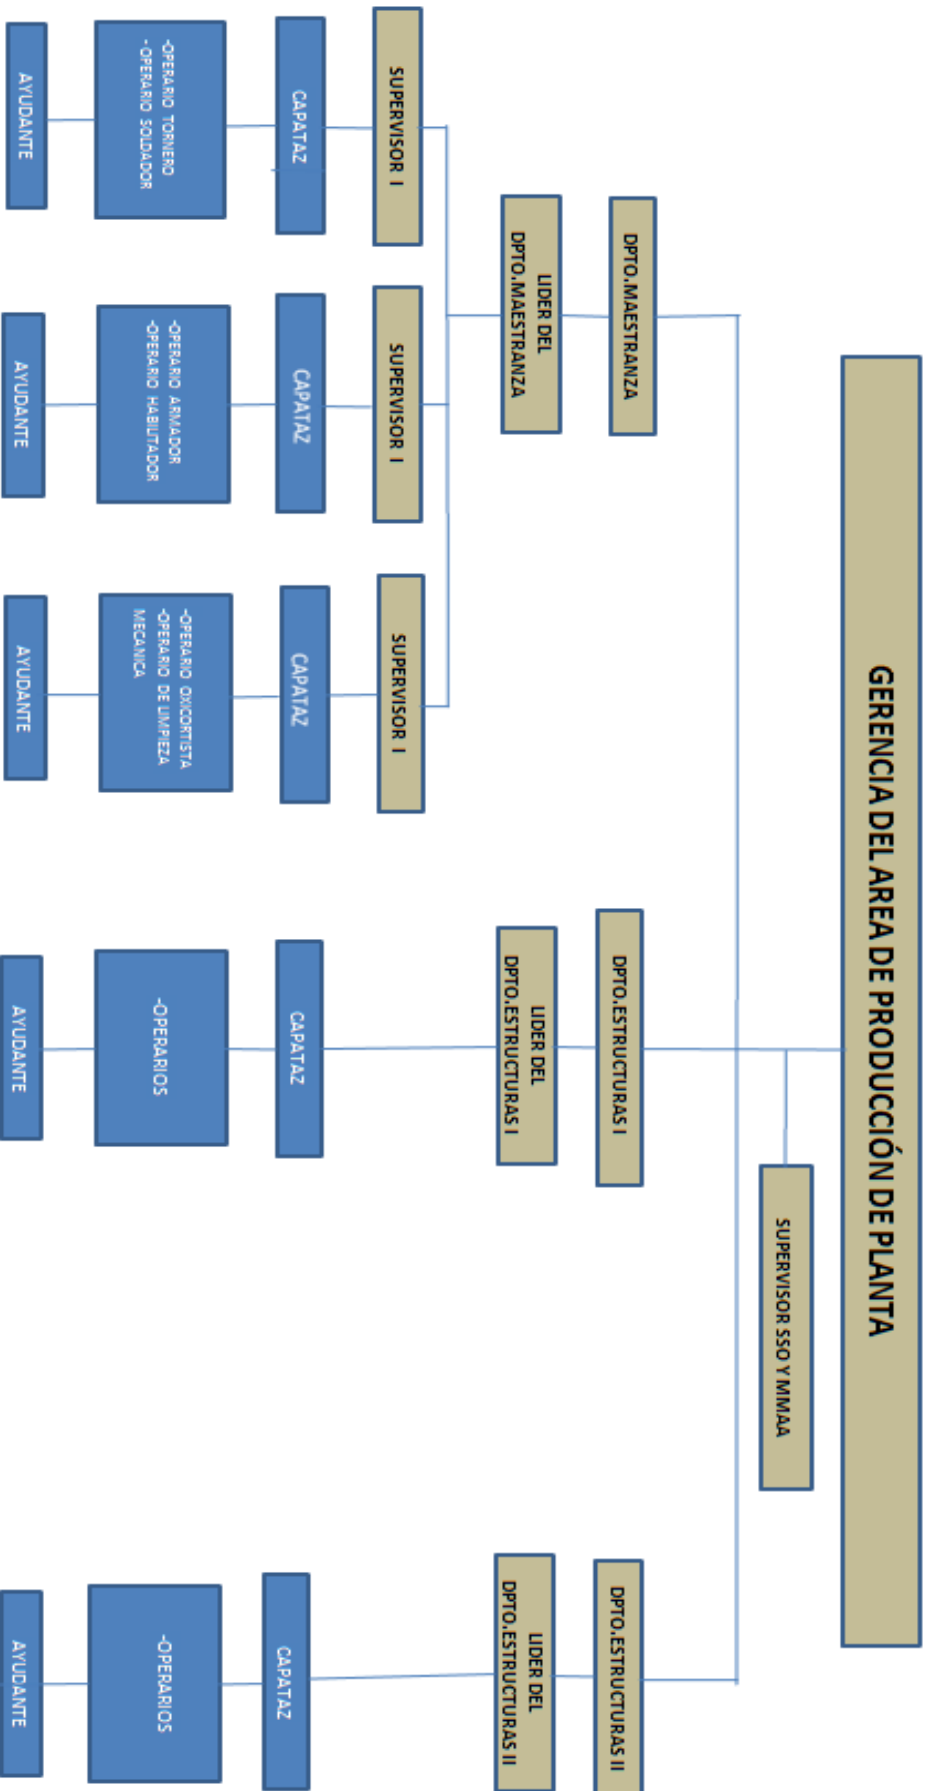 GERENCIA DEL AREA DE PRODUCCIÓN DE PLANTA
SUPERVISOR SSO Y MMAA
DPTO.MAESTRANZA
DPTO.ESTRUCTURAS I
DPTO.ESTRUCTURAS II
LIDER DEL
DPTO.MAESTRANZA
LIDER DEL
DPTO.ESTRUCTURAS I
LIDER DEL
DPTO.ESTRUCTURAS II
SUPERVISOR I
SUPERVISOR I
SUPERVISOR I
CAPATAZ
CAPATAZ
CAPATAZ
CAPATAZ
CAPATAZ
-OPERARIO TORNERO
- OPERARIO SOLDADOR
-OPERARIO ARMADOR
-OPERARIO HABILITADOR
-OPERARIO OXICORTISTA
-OPERARIO DE LIMPIEZA
MECANICA
-OPERARIOS
-OPERARIOS
AYUDANTE
AYUDANTE
AYUDANTE
AYUDANTE
AYUDANTE